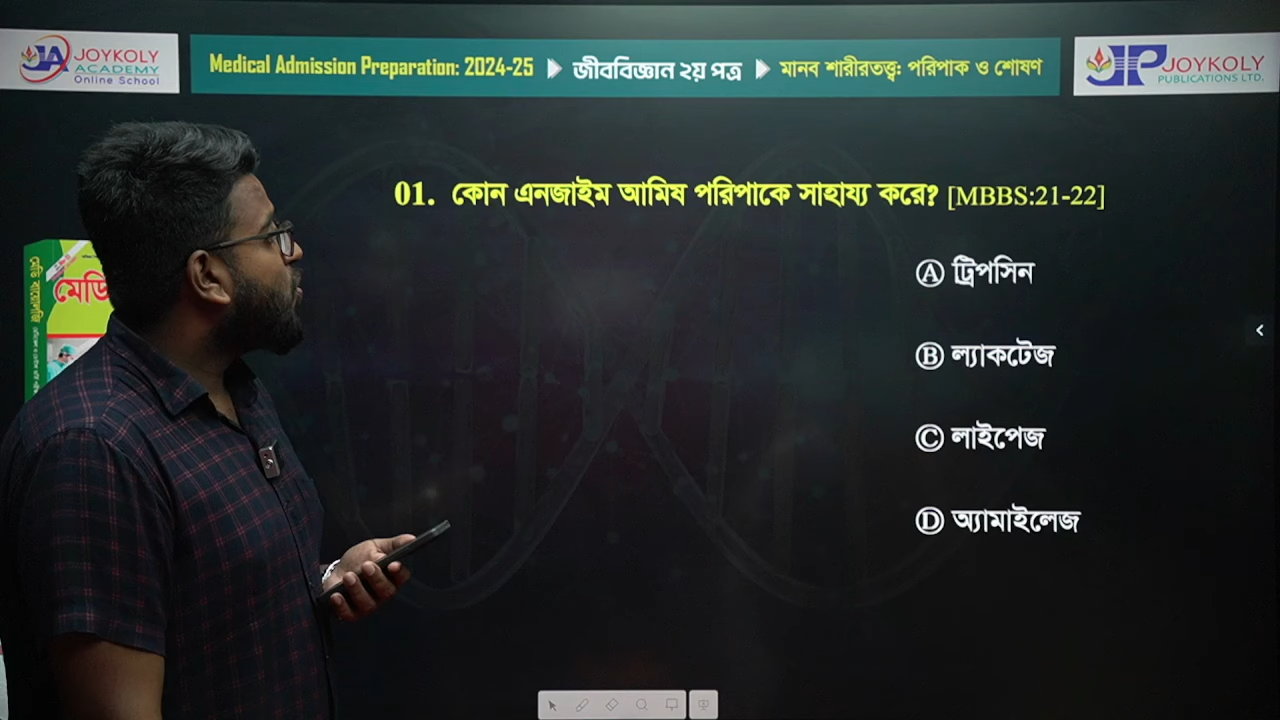 JOYKOLY
ACADEMY
Online School
Medical Admission Preparation: 2024-25 জীববিজ্ঞান ২য় পত্র মানব শারীরতত্ত্ব: পরিপাক ও শোষণ
JP JOYKOLY
PUBLICATIONS LTD.
01. কোন এনজাইম আমিষ পরিপাকে সাহায্য করে? [MBBS:21-22]
A ট্রিপসিন
B ল্যাকটেজ
C লাইপেজ
D অ্যামাইলেজ
মেডি